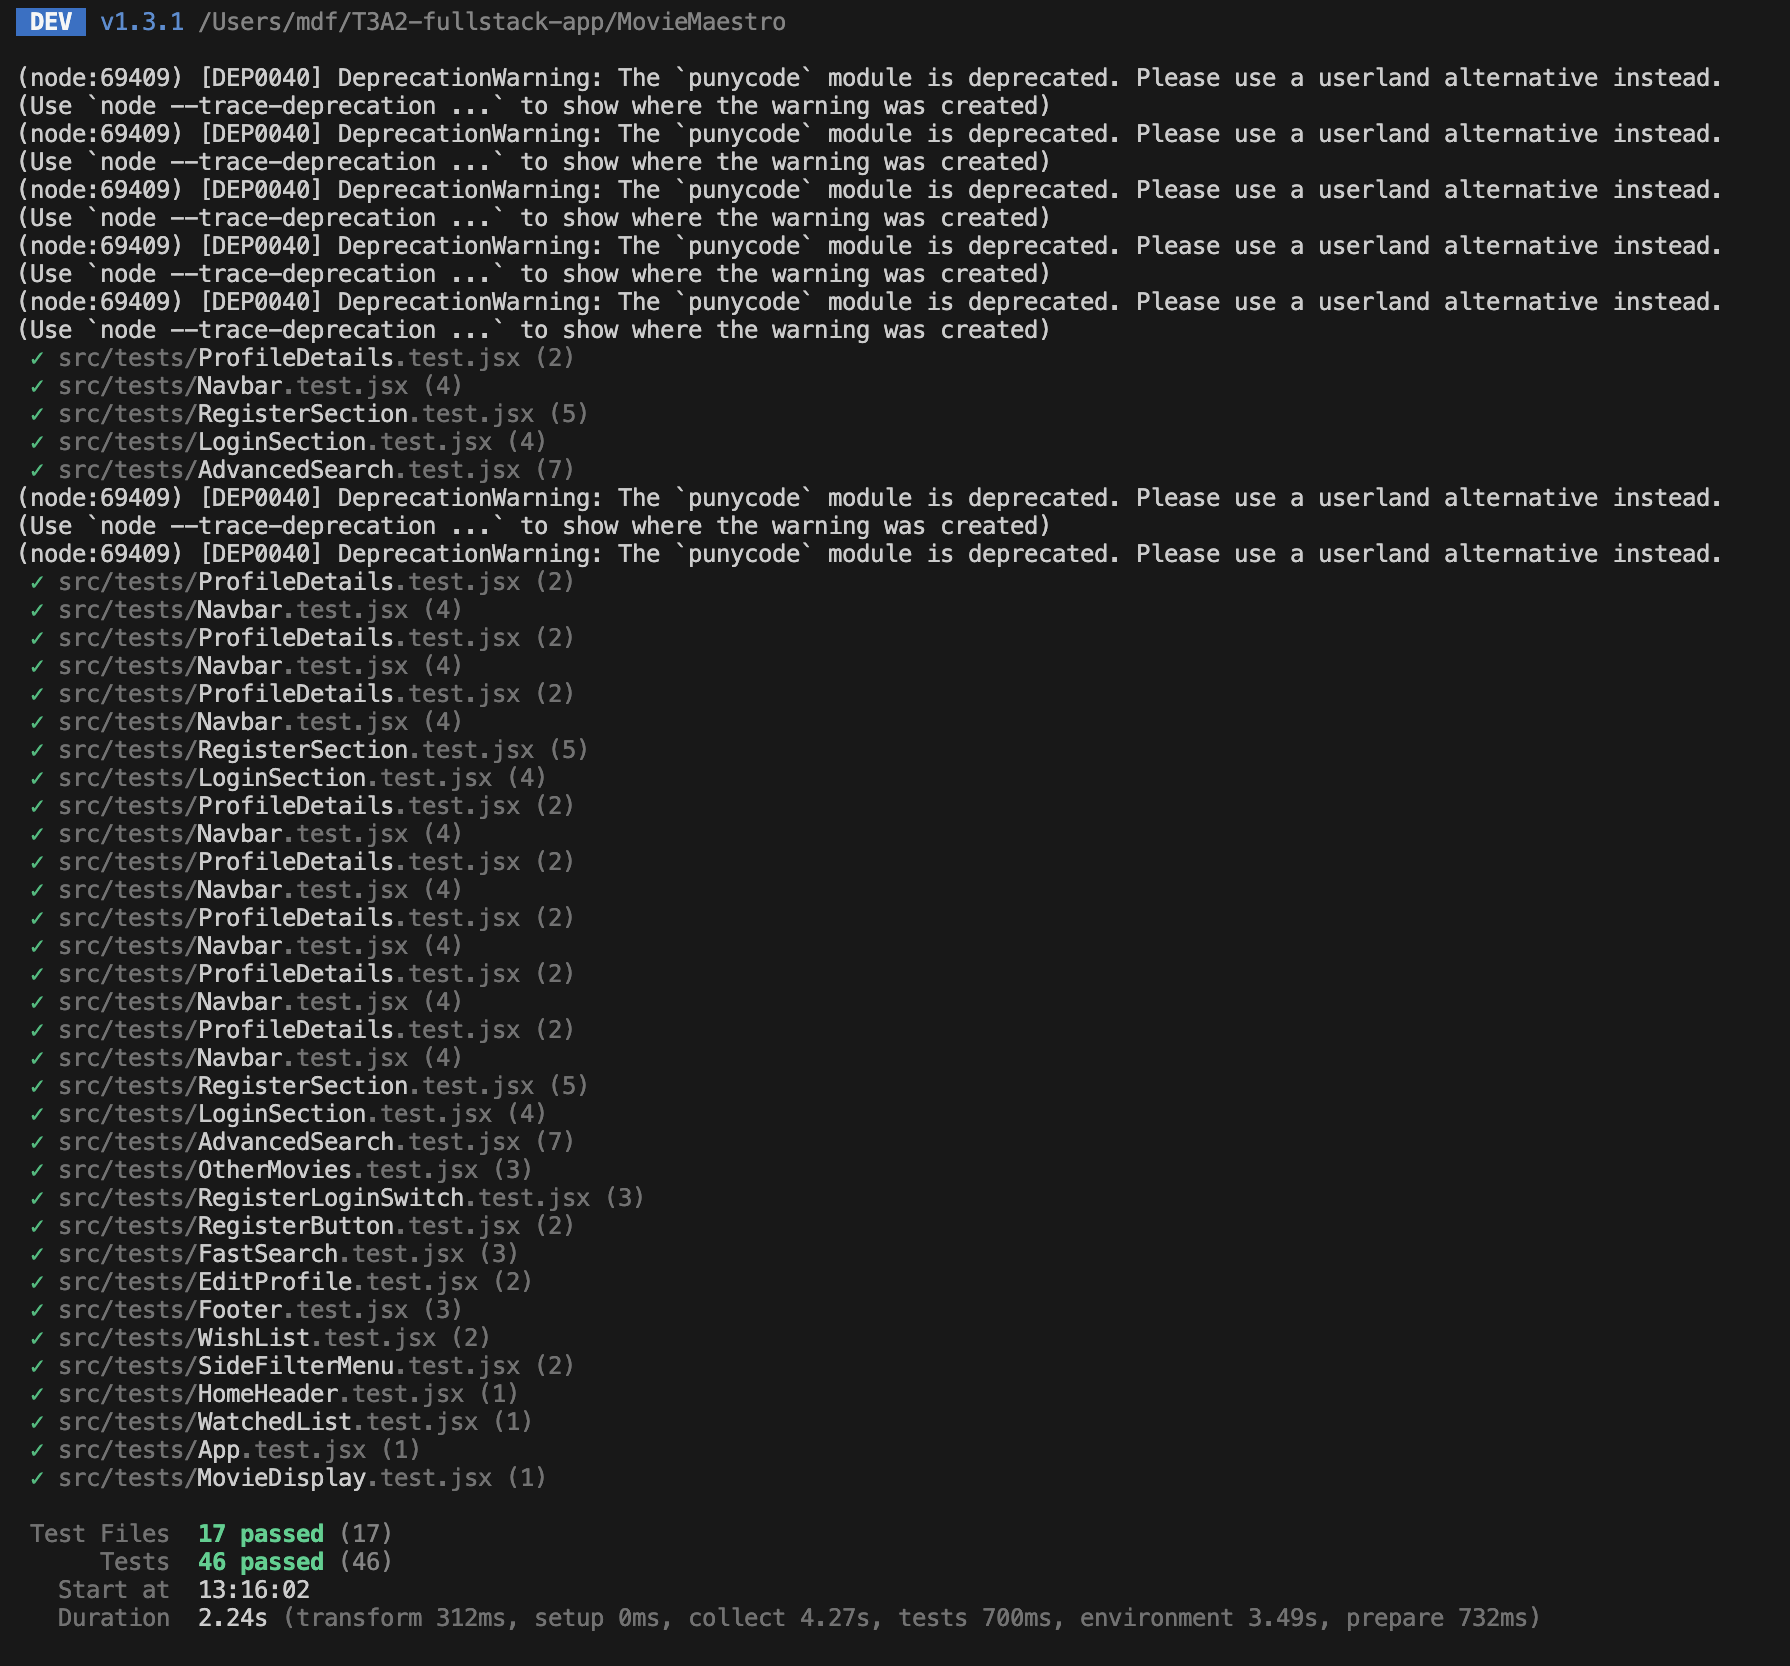 DEV v1.3.1 /Users/mdf/T3A2-fullstack-app/MovieMaestro
(node:69409) [DEP0040] DeprecationWarning: The `punycode` module is deprecated. Please use a userland alternative instead.
(Use `node --trace-deprecation ...` to show where the warning was created)
(node:69409) [DEP0040] DeprecationWarning: The `punycode` module is deprecated. Please use a userland alternative instead.
(Use `node --trace-deprecation ...` to show where the warning was created)
(node:69409) [DEP0040] DeprecationWarning: The `punycode` module is deprecated. Please use a userland alternative instead.
(Use `node --trace-deprecation ...` to show where the warning was created)
(node:69409) [DEP0040] DeprecationWarning: The `punycode` module is deprecated. Please use a userland alternative instead.
(Use `node --trace-deprecation ...` to show where the warning was created)
(node:69409) [DEP0040] DeprecationWarning: The `punycode` module is deprecated. Please use a userland alternative instead.
(Use `node --trace-deprecation ...` to show where the warning was created)
✓ src/tests/ProfileDetails.test.jsx (2)
✓ src/tests/Navbar.test.jsx (4)
✓ src/tests/RegisterSection.test.jsx (5)
✓ src/tests/LoginSection.test.jsx (4)
✓ src/tests/AdvancedSearch.test.jsx (7)
(node:69409) [DEP0040] DeprecationWarning: The `punycode` module is deprecated. Please use a userland alternative instead.
(Use `node --trace-deprecation ...` to show where the warning was created)
(node:69409) [DEP0040] DeprecationWarning: The `punycode` module is deprecated. Please use a userland alternative instead.
✓ src/tests/ProfileDetails.test.jsx (2)
✓ src/tests/Navbar.test.jsx (4)
✓ src/tests/ProfileDetails.test.jsx (2)
✓ src/tests/Navbar.test.jsx (4)
✓ src/tests/ProfileDetails.test.jsx (2)
✓ src/tests/Navbar.test.jsx (4)
✓ src/tests/RegisterSection.test.jsx (5)
✓ src/tests/LoginSection.test.jsx (4)
✓ src/tests/ProfileDetails.test.jsx (2)
✓ src/tests/Navbar.test.jsx (4)
✓ src/tests/ProfileDetails.test.jsx (2)
✓ src/tests/Navbar.test.jsx (4)
✓ src/tests/ProfileDetails.test.jsx (2)
✓ src/tests/Navbar.test.jsx (4)
✓ src/tests/ProfileDetails.test.jsx (2)
✓ src/tests/Navbar.test.jsx (4)
✓ src/tests/ProfileDetails.test.jsx (2)
✓ src/tests/Navbar.test.jsx (4)
✓ src/tests/RegisterSection.test.jsx (5)
✓ src/tests/LoginSection.test.jsx (4)
✓ src/tests/AdvancedSearch.test.jsx (7)
✓ src/tests/OtherMovies.test.jsx (3)
✓ src/tests/RegisterLoginSwitch.test.jsx (3)
✓ src/tests/RegisterButton.test.jsx (2)
✓ src/tests/FastSearch.test.jsx (3)
✓ src/tests/EditProfile.test.jsx (2)
✓ src/tests/Footer.test.jsx (3)
✓ src/tests/WishList.test.jsx (2)
✓ src/tests/SideFilterMenu.test.jsx (2)
✓ src/tests/HomeHeader.test.jsx (1)
✓ src/tests/WatchedList.test.jsx (1)
✓ src/tests/App.test.jsx (1)
✓ src/tests/MovieDisplay.test.jsx (1)
Test Files 17 passed (17)
Tests 46 passed (46)
Start at 13:16:02
Duration 2.24s (transform 312ms, setup 0ms, collect 4.27s, tests 700ms, environment 3.49s, prepare 732ms)